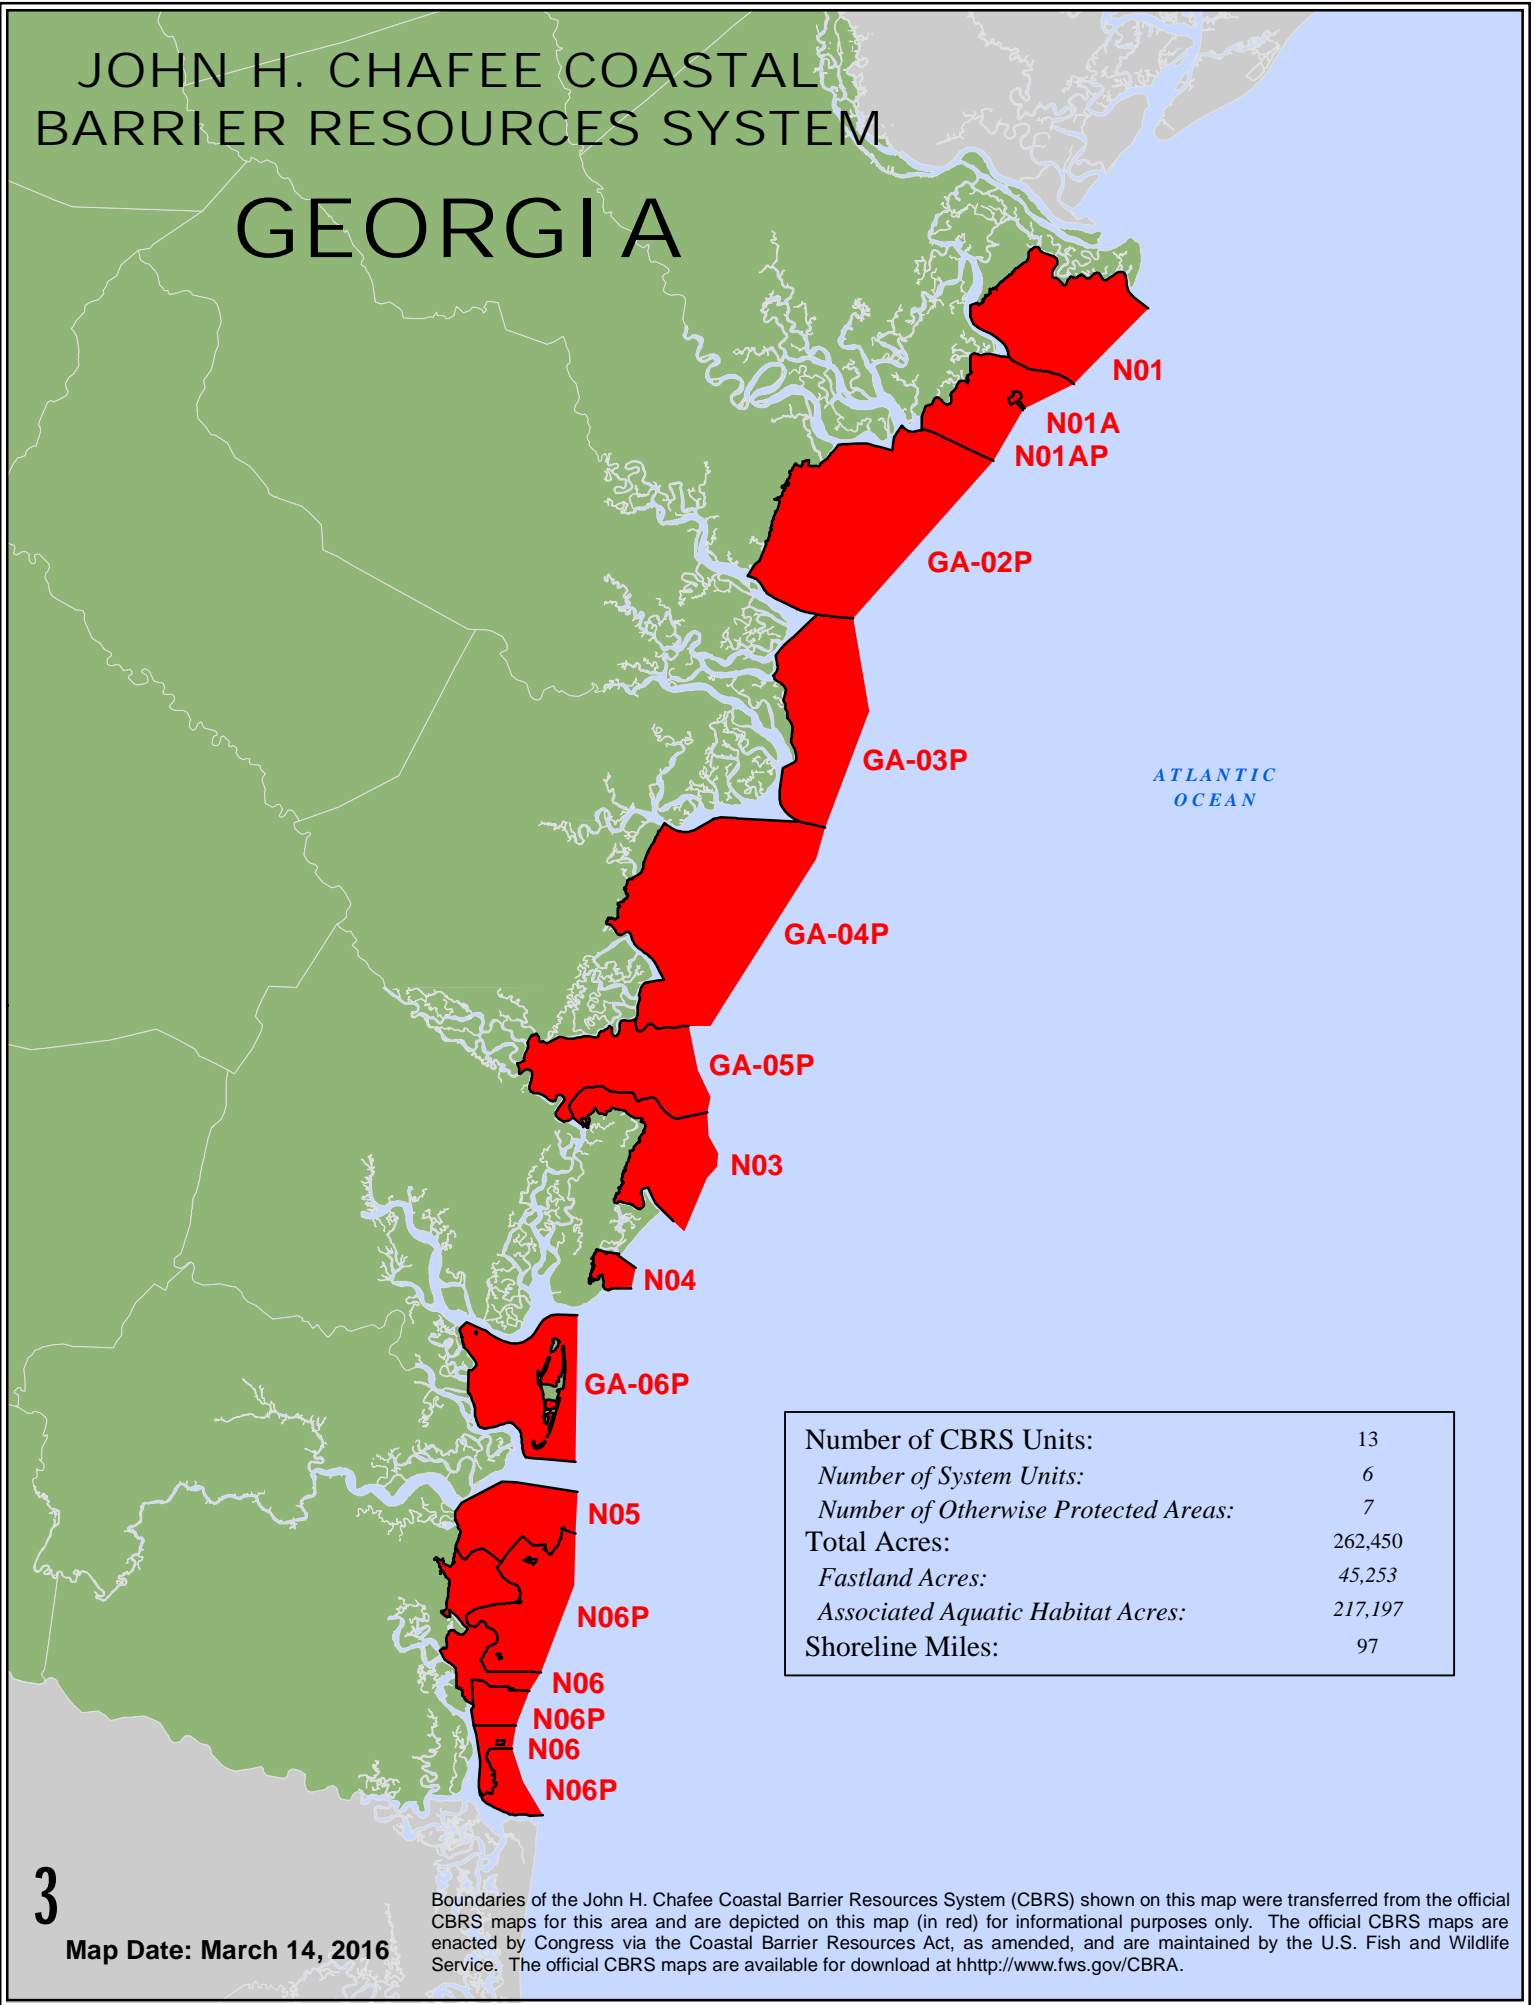 JOHN H. CHAFEE COASTAL
BARRIER RESOURCES SYSTEM
GEORGIA
N01
N01A
N01AP
GA-02P
GA-03P
ATLANTIC
OCEAN
GA-04P
GA-05P
N03
N04
GA-06P
Number of CBRS Units: 13
Number of System Units: 6
Number of Otherwise Protected Areas: 7
Total Acres: 262,450
Fastland Acres: 45,253
Associated Aquatic Habitat Acres: 217,197
Shoreline Miles: 97
N05
N06P
N06
N06P
N06
N06P
3
Map Date: March 14, 2016
Boundaries of the John H. Chafee Coastal Barrier Resources System (CBRS) shown on this map were transferred from the official
CBRS maps for this area and are depicted on this map (in red) for informational purposes only. The official CBRS maps are
enacted by Congress via the Coastal Barrier Resources Act, as amended, and are maintained by the U.S. Fish and Wildlife
Service. The official CBRS maps are available for download at hhttp://www.fws.gov/CBRA.